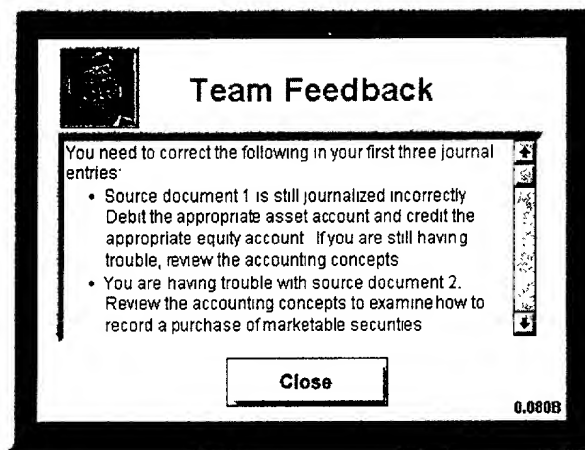 Team Feedback
You need to correct the following in your first three journal
entries:
• Source document 1 is still journalized incorrectly
Debit the appropriate asset account and credit the
appropriate equity account If you are still having
trouble, review the accounting concepts
• You are having trouble with source document 2.
Review the accounting concepts to examine how to
record a purchase of marketable securities
Close
0.080B